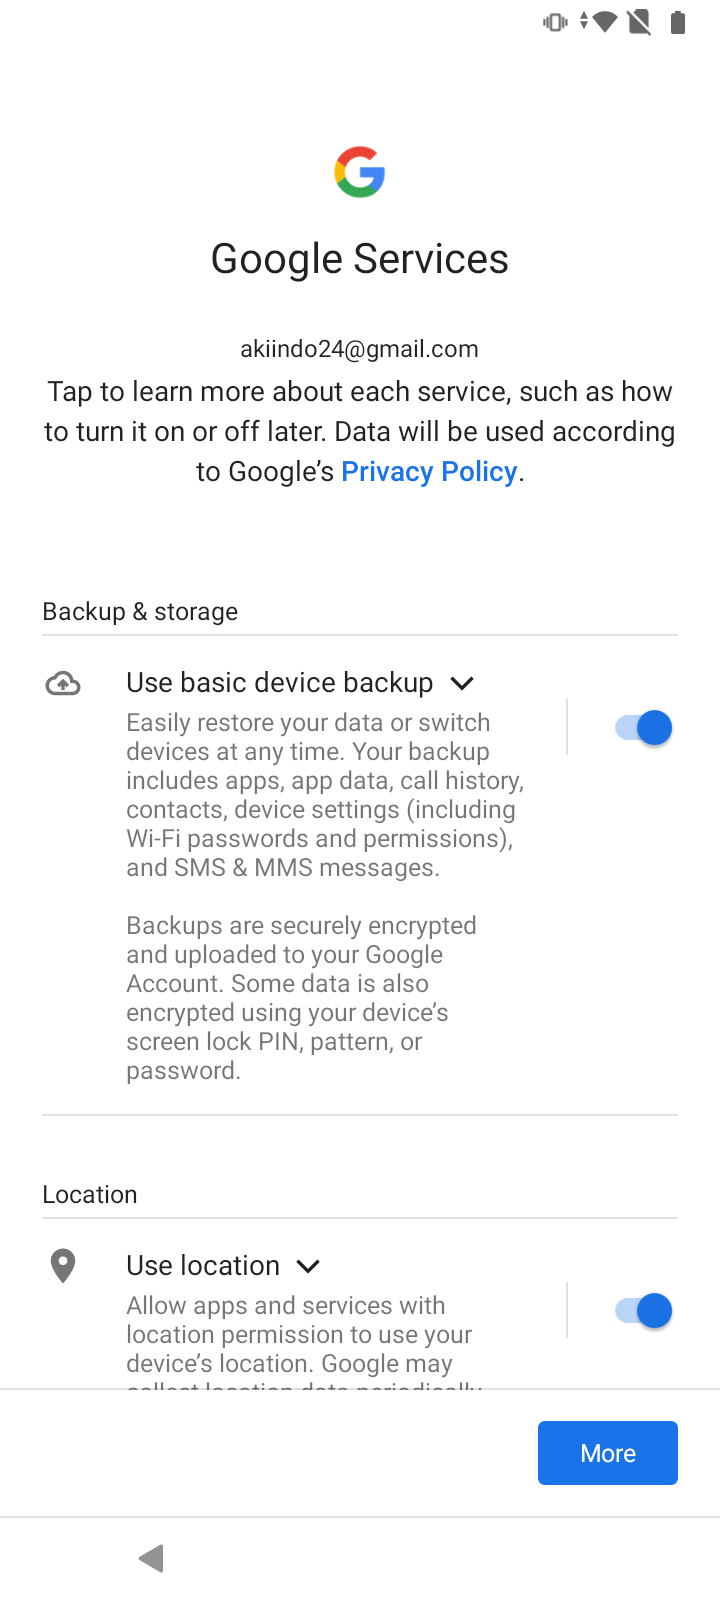 Google Services
akiindo24@gmail.com
Tap to learn more about each service, such as how
to turn it on or off later. Data will be used according
to Google’s Privacy Policy.
Backup & storage
Use basic device backup
Easily restore your data or switch
devices at any time. Your backup
includes apps, app data, call history,
contacts, device settings (including
Wi-Fi passwords and permissions),
and SMS & MMS messages.
Backups are securely encrypted
and uploaded to your Google
Account. Some data is also
encrypted using your device’s
screen lock PIN, pattern, or
password.
Location
Use location
Allow apps and services with
location permission to use your
device’s location. Google may
collect location data periodically
More